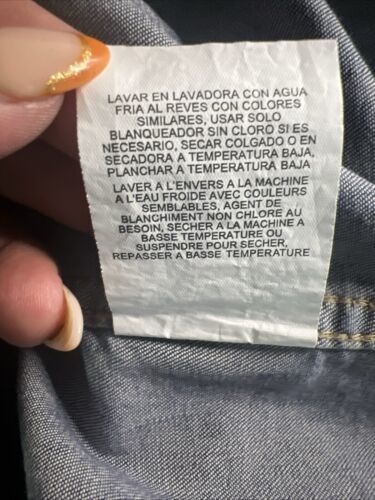 LAVAR EN LAVADORA CON AGUA
FRIA AL REVES CON COLORES
SIMILARES, USAR SOLO
BLANQUEADOR SIN CLORO SI ES
NECESARIO, SECAR COLGADO O EN
SECADORA A TEMPERATURA BAJA,
PLANCHAR A TEMPERATURA BAJA
LAVER A L'ENVERS A LA MACHINE
A L'EAU FROIDE AVEC COULEURS
SEMBLABLES, AGENT DE
BLANCHIMENT NON CHLORE AU
BESOIN, SECHER A LA MACHINE A
BASSE TEMPERATURE OU
SUSPENDRE POUR SECHER,
REPASSER A BASSE TEMPERATURE